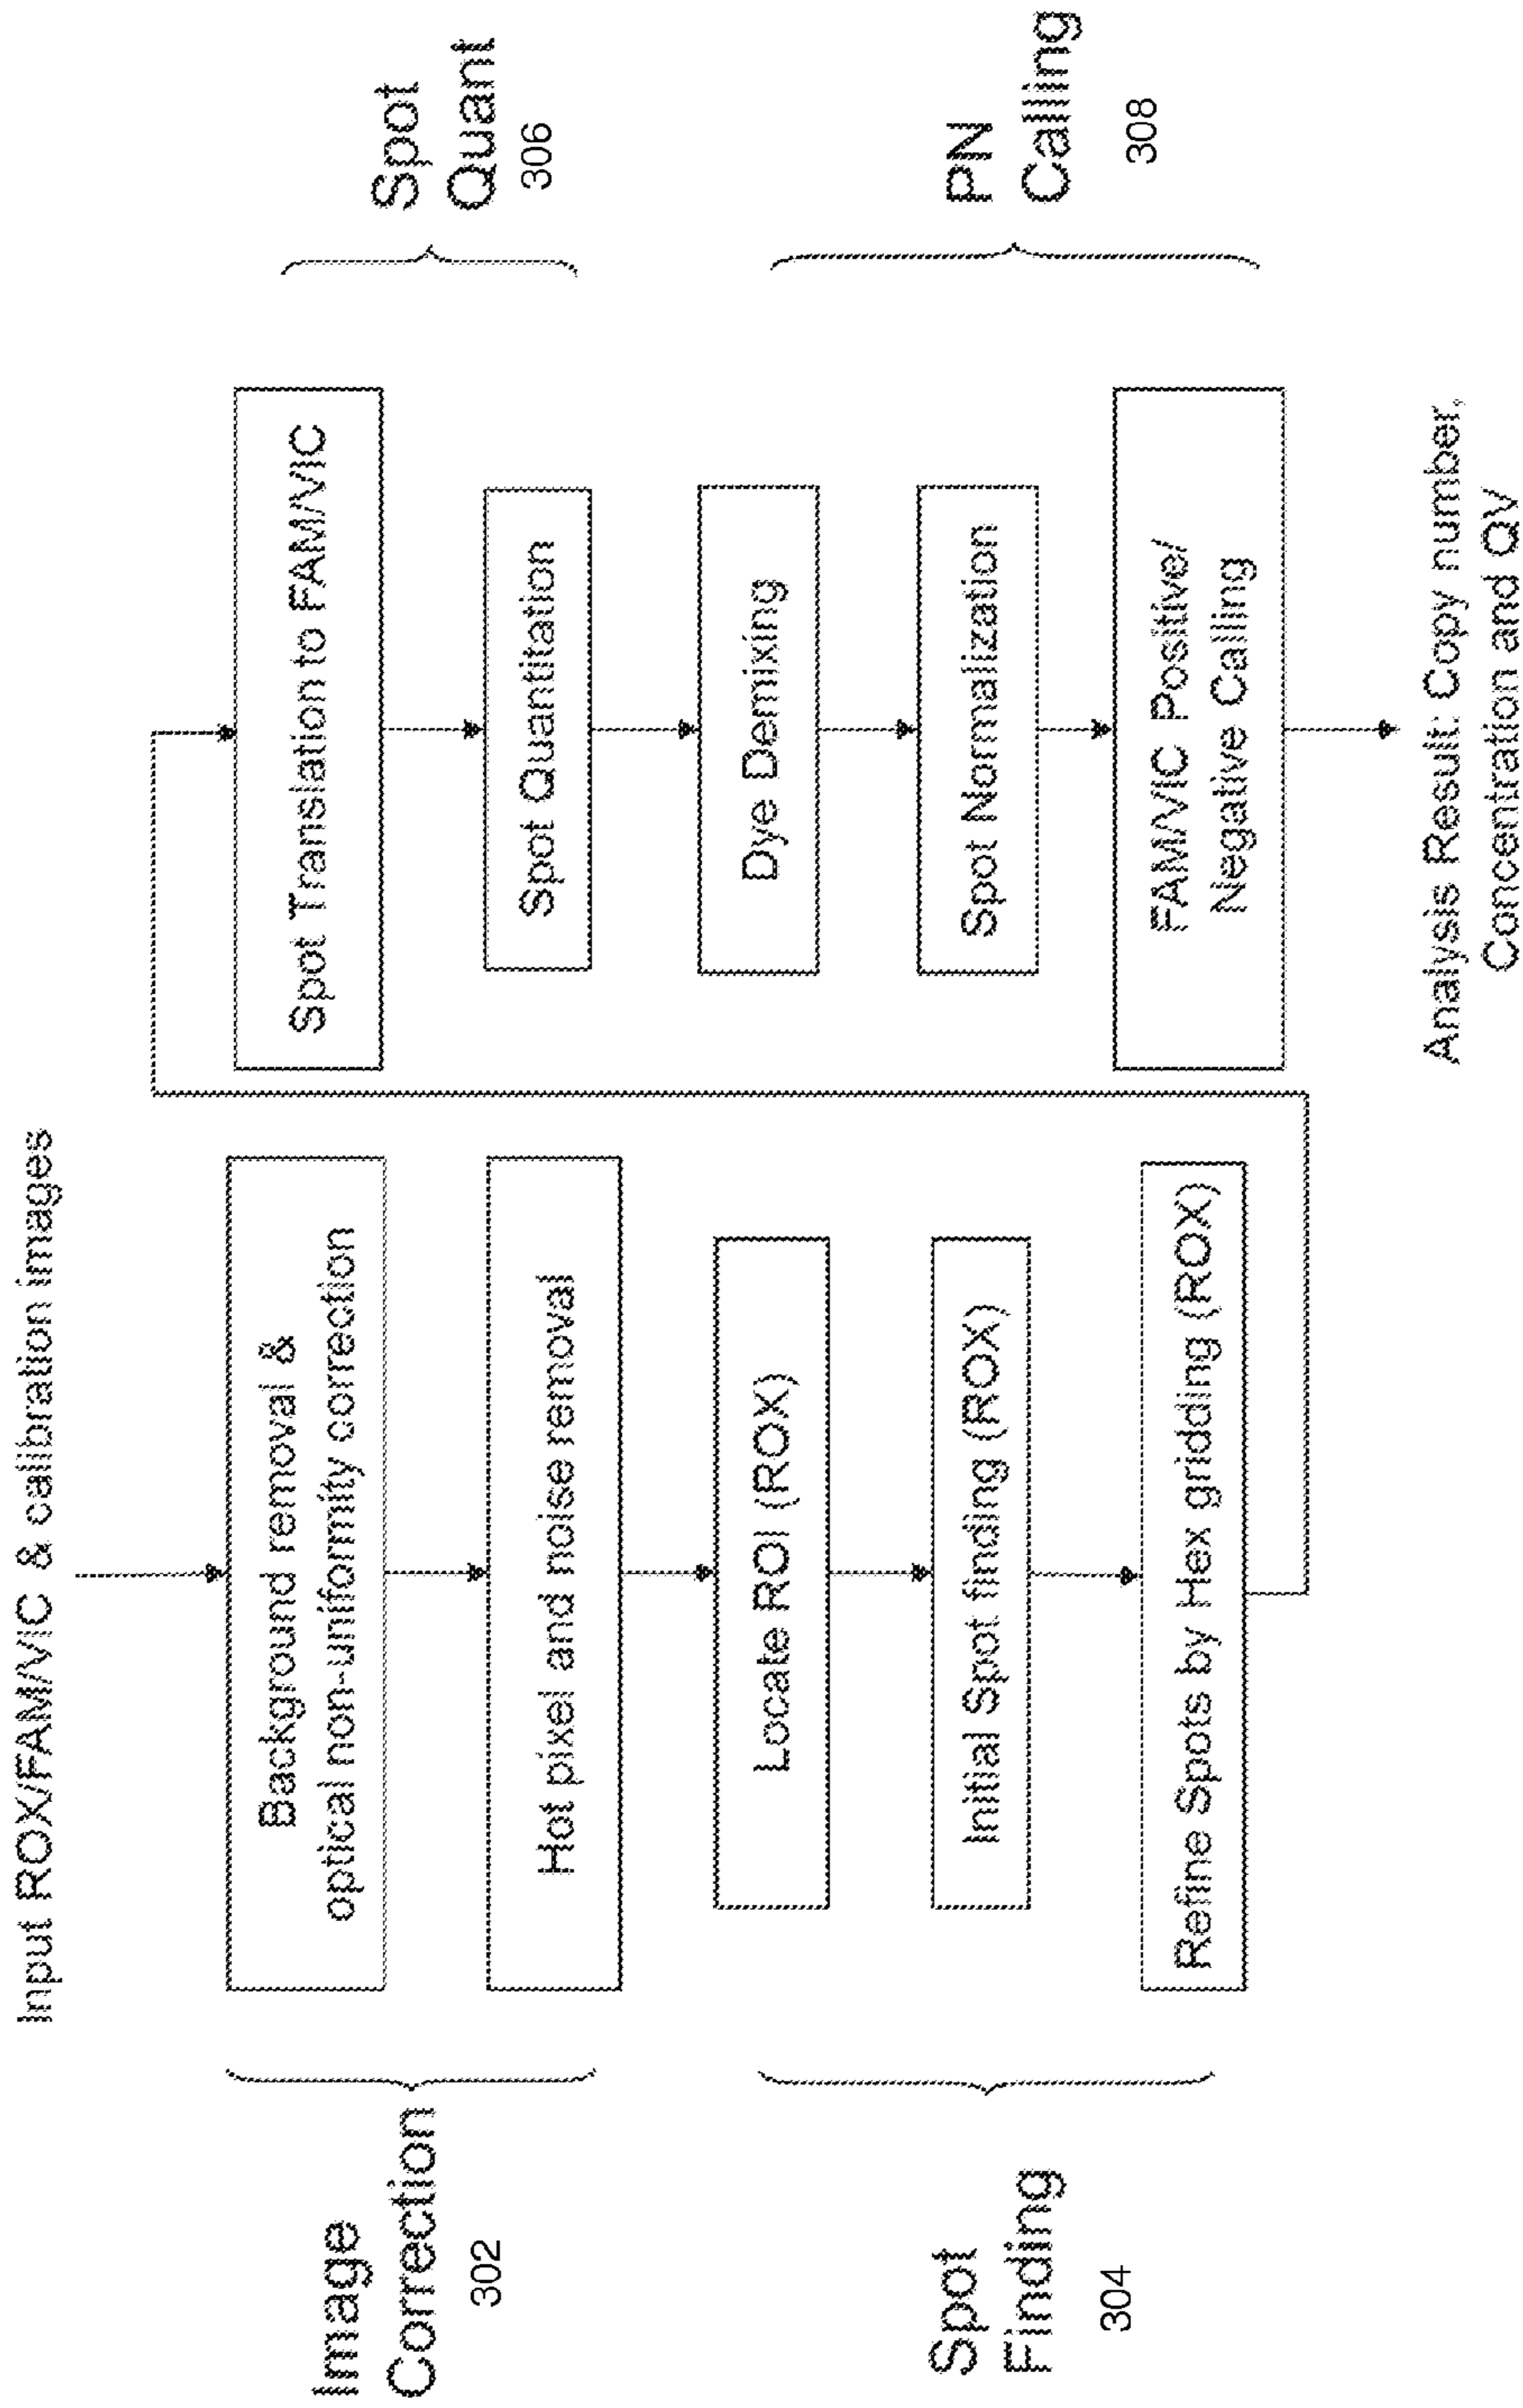 Input ROX/FAM/VIC & calibration images
Image
Correction
302
Background removal &
optical non-uniformity correction
Hot pixel and noise removal
Spot
Finding
304
Locate ROI (ROX)
Initial Spot finding (ROX)
Refine Spots by Hex gridding (ROX)
Spot Translation to FAM/VIC
Spot Quantitation
Spot
Quant
306
Dye Demixing
Spot Normalization
FAM/VIC Positive/
Negative Calling
PN
Calling
308
Analysis Result: Copy number,
Concentration and QV